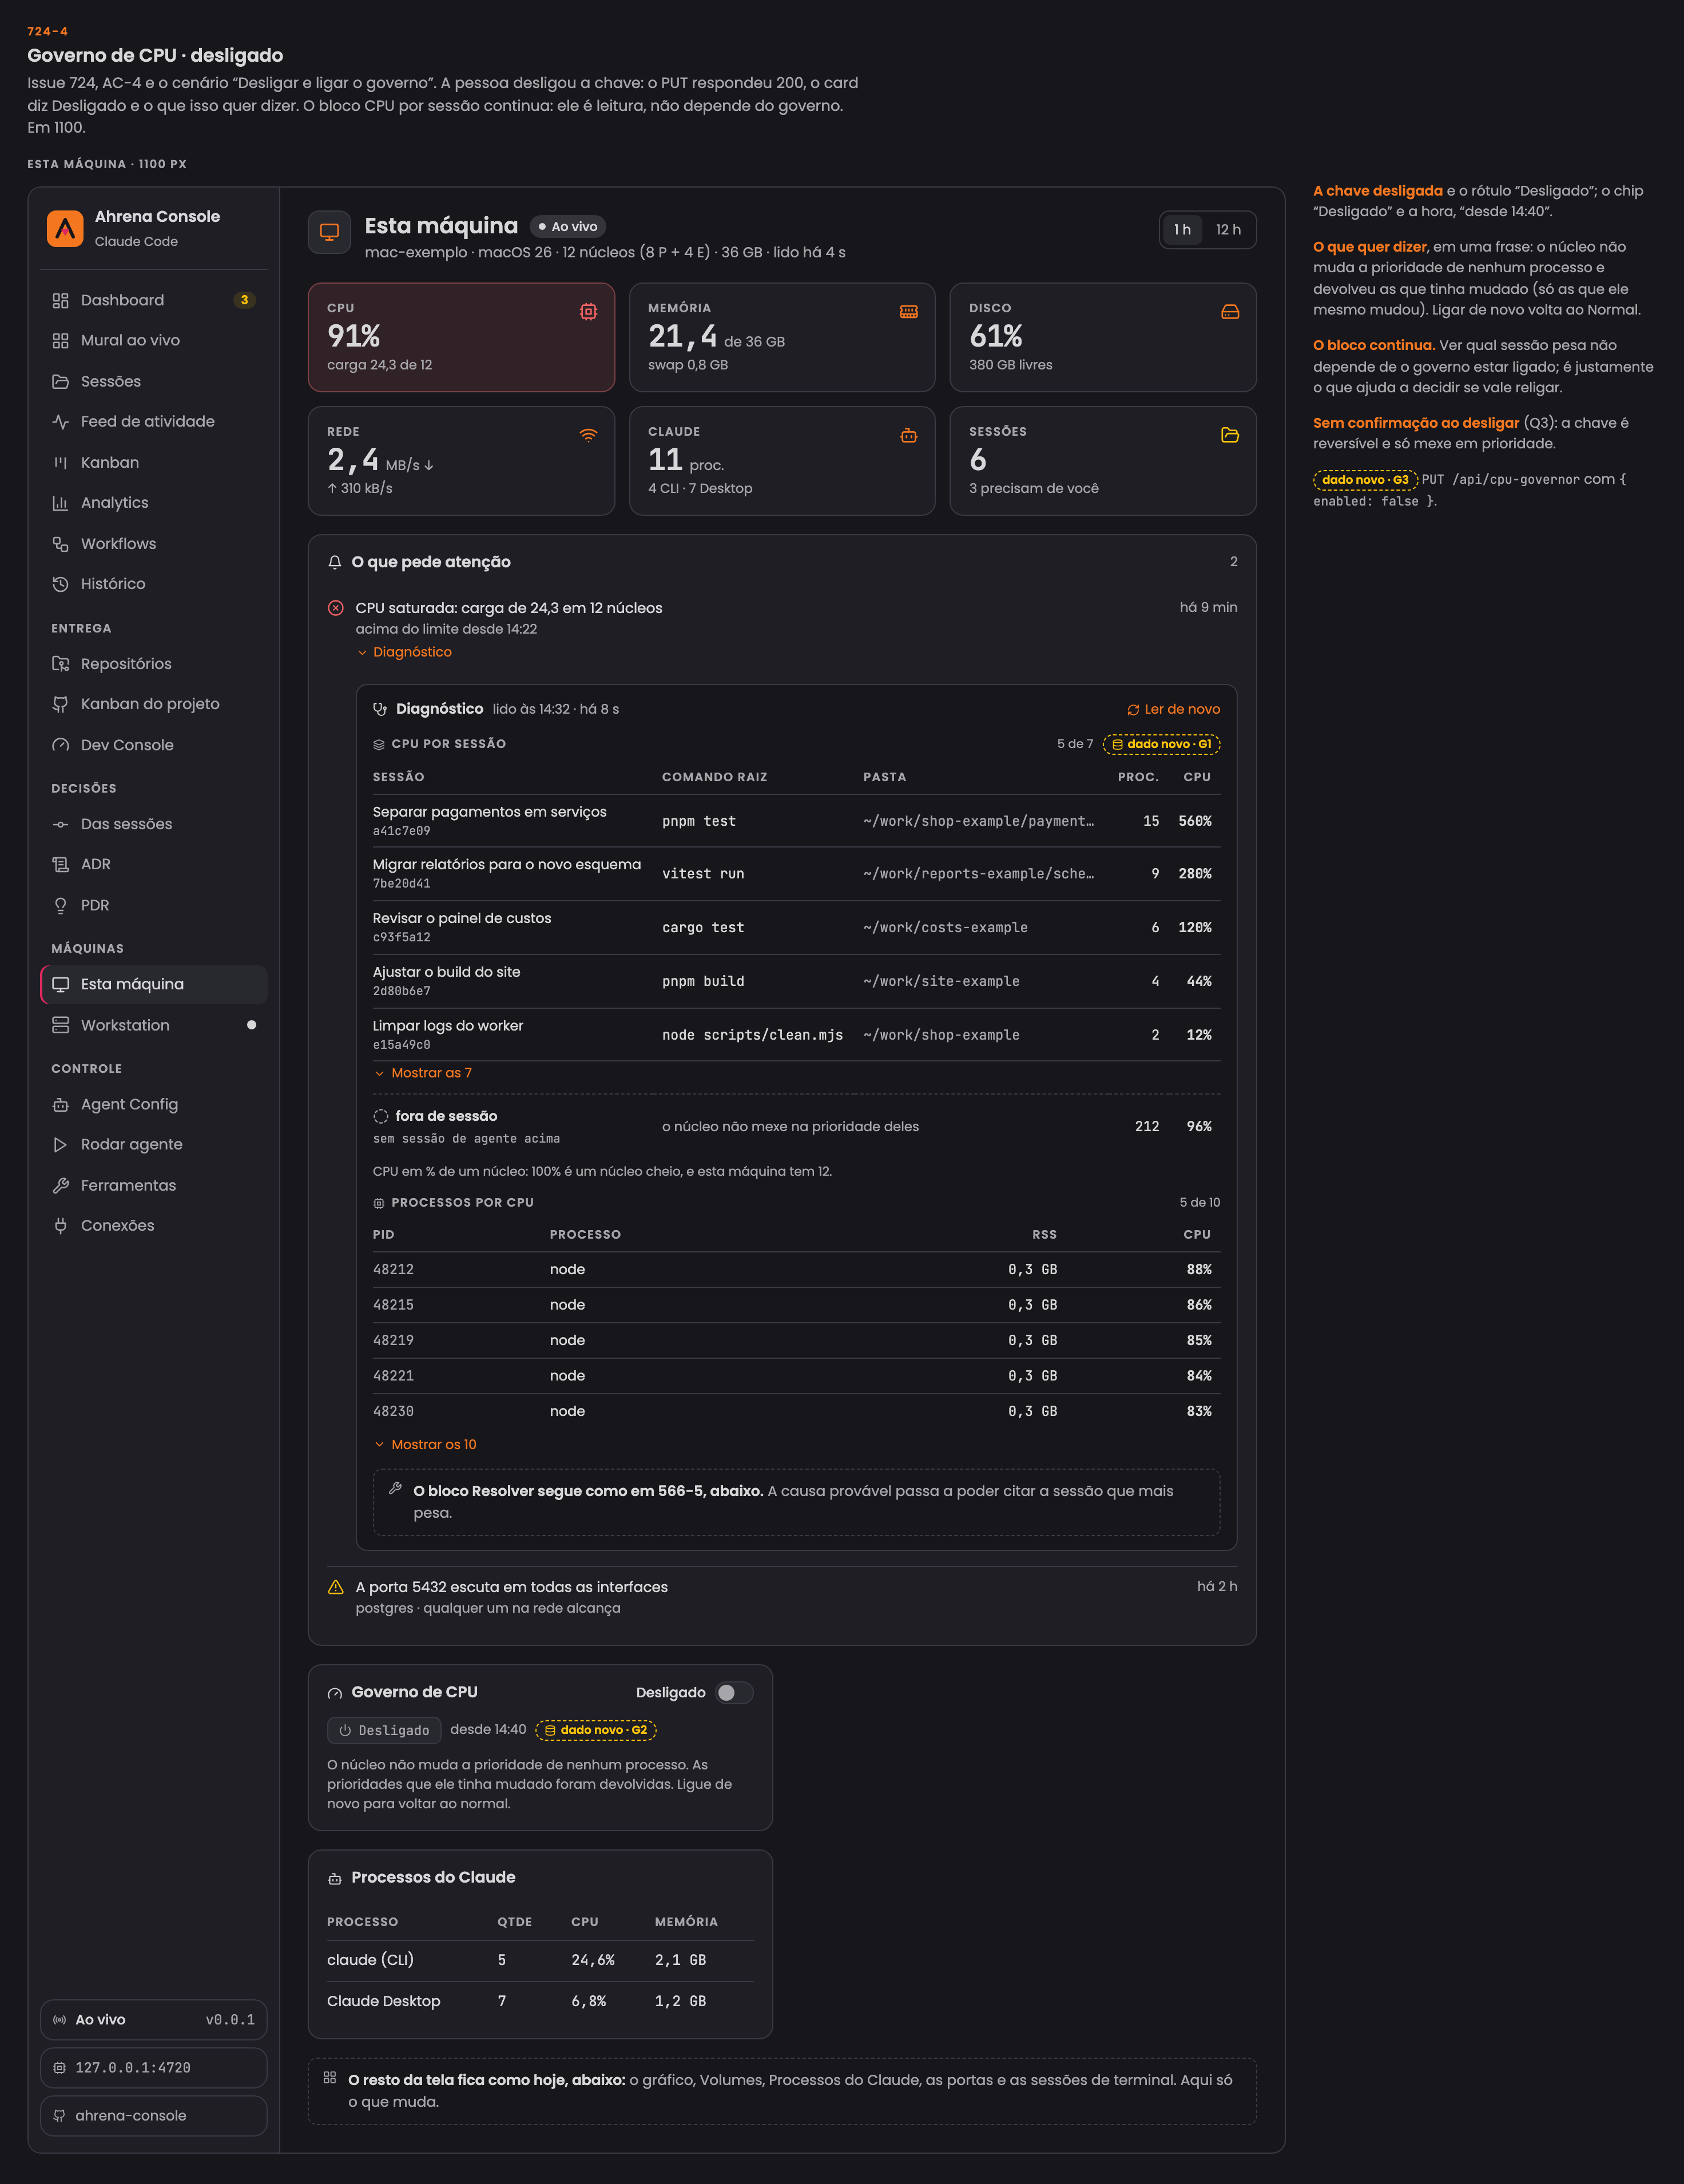 724-4
Governo de CPU · desligado
Issue 724, AC-4 e o cenário “Desligar e ligar o governo”. A pessoa desligou a chave: o PUT respondeu 200, o card
diz Desligado e o que isso quer dizer. O bloco CPU por sessão continua: ele é leitura, não depende do governo.
Em 1100.
ESTA MÁQUINA · 1100 PX
Ahrena Console
Claude Code
Dashboard 3
Mural ao vivo
Sessões
Feed de atividade
Kanban
Analytics
Workflows
Histórico
ENTREGA
Repositórios
Kanban do projeto
Dev Console
DECISÕES
Das sessões
ADR
PDR
MÁQUINAS
Esta máquina
Workstation
CONTROLE
Agent Config
Rodar agente
Ferramentas
Conexões
Ao vivo v0.0.1
127.0.0.1:4720
ahrena-console
Esta máquina Ao vivo
mac-exemplo · macOS 26 · 12 núcleos (8 P + 4 E) · 36 GB · lido há 4 s
1 h 12 h
CPU
91%
carga 24,3 de 12
MEMÓRIA
21,4 de 36 GB
swap 0,8 GB
DISCO
61%
380 GB livres
REDE
2,4 MB/s ↓
↑ 310 kB/s
CLAUDE
11 proc.
4 CLI · 7 Desktop
SESSÕES
6
3 precisam de você
O que pede atenção 2
CPU saturada: carga de 24,3 em 12 núcleos há 9 min
acima do limite desde 14:22
Diagnóstico
Diagnóstico lido às 14:32 · há 8 s Ler de novo
CPU POR SESSÃO 5 de 7 dado novo · G1
SESSÃO COMANDO RAIZ PASTA PROC. CPU
Separar pagamentos em serviços
a41c7e09
pnpm test ~/work/shop-example/payment… 15 560%
Migrar relatórios para o novo esquema
7be20d41
vitest run ~/work/reports-example/sche… 9 280%
Revisar o painel de custos
c93f5a12
cargo test ~/work/costs-example 6 120%
Ajustar o build do site
2d80b6e7
pnpm build ~/work/site-example 4 44%
Limpar logs do worker
e15a49c0
node scripts/clean.mjs ~/work/shop-example 2 12%
Mostrar as 7
fora de sessão
sem sessão de agente acima
o núcleo não mexe na prioridade deles 212 96%
CPU em % de um núcleo: 100% é um núcleo cheio, e esta máquina tem 12.
PROCESSOS POR CPU 5 de 10
PID PROCESSO RSS CPU
48212 node 0,3 GB 88%
48215 node 0,3 GB 86%
48219 node 0,3 GB 85%
48221 node 0,3 GB 84%
48230 node 0,3 GB 83%
Mostrar os 10
O bloco Resolver segue como em 566-5, abaixo. A causa provável passa a poder citar a sessão que mais
pesa.
A porta 5432 escuta em todas as interfaces há 2 h
postgres · qualquer um na rede alcança
Governo de CPU Desligado
Desligado desde 14:40 dado novo · G2
O núcleo não muda a prioridade de nenhum processo. As
prioridades que ele tinha mudado foram devolvidas. Ligue de
novo para voltar ao normal.
Processos do Claude
PROCESSO QTDE CPU MEMÓRIA
claude (CLI) 5 24,6% 2,1 GB
Claude Desktop 7 6,8% 1,2 GB
O resto da tela fica como hoje, abaixo: o gráfico, Volumes, Processos do Claude, as portas e as sessões de terminal. Aqui só
o que muda.
A chave desligada e o rótulo “Desligado”; o chip
“Desligado” e a hora, “desde 14:40”.
O que quer dizer, em uma frase: o núcleo não
muda a prioridade de nenhum processo e
devolveu as que tinha mudado (só as que ele
mesmo mudou). Ligar de novo volta ao Normal.
O bloco continua. Ver qual sessão pesa não
depende de o governo estar ligado; é justamente
o que ajuda a decidir se vale religar.
Sem confirmação ao desligar (Q3): a chave é
reversível e só mexe em prioridade.
dado novo · G3 PUT /api/cpu-governor com {
enabled: false }.